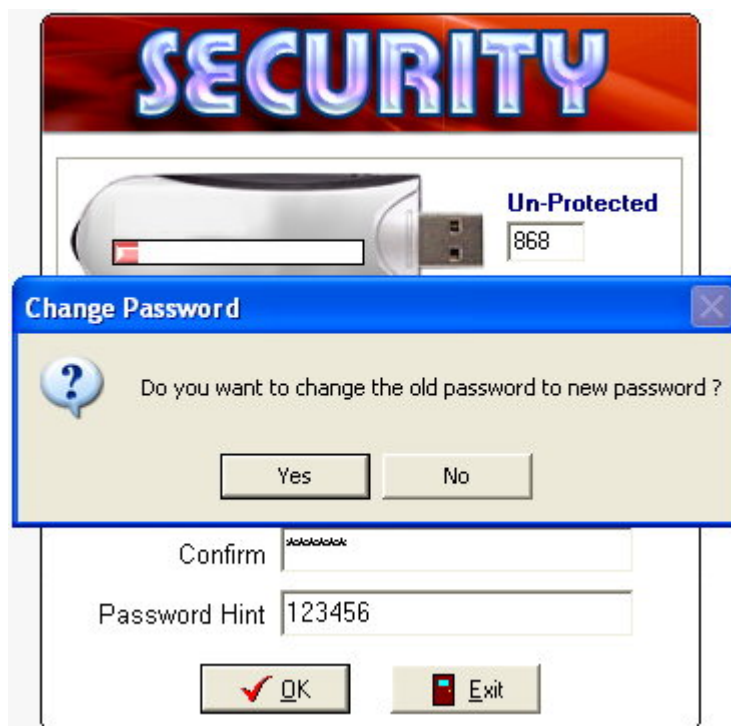 SECURITY
Un-Protected
868
Change Password
Do you want to change the old password to new password ?
Yes
No
Confirm
*******
Password Hint
123456
OK
Exit